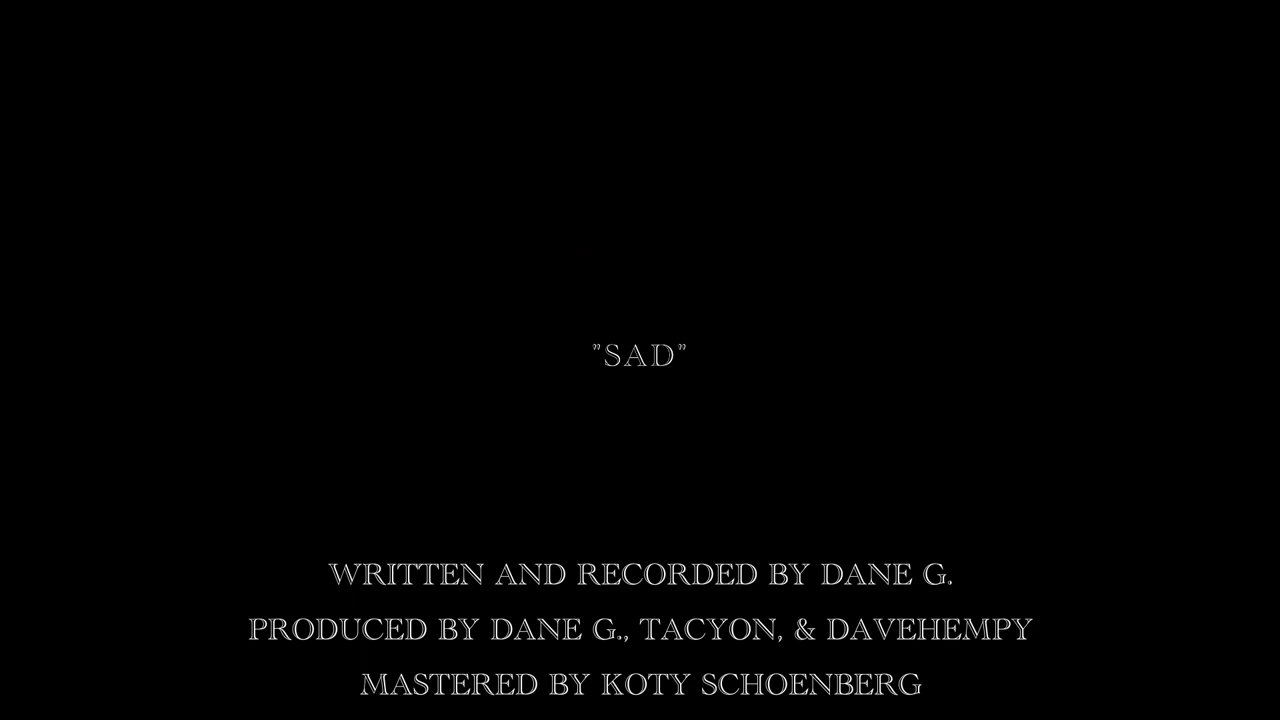 "SAD"
WRITTEN AND RECORDED BY DANE G.
PRODUCED BY DANE G., TACYON, & DAVEHEMPY
MASTERED BY KOTY SCHOENBERG